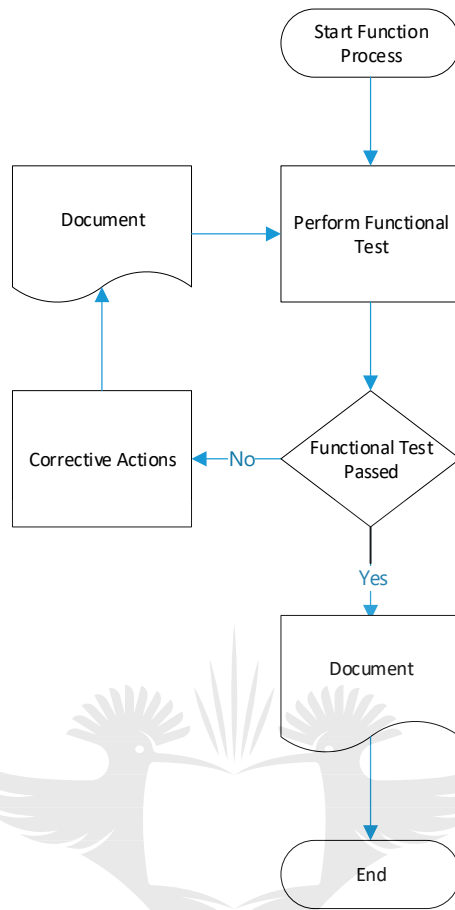 Start Function
Process
Document
Perform Functional
Test
Corrective Actions
No
Functional Test
Passed
Yes
Document
End